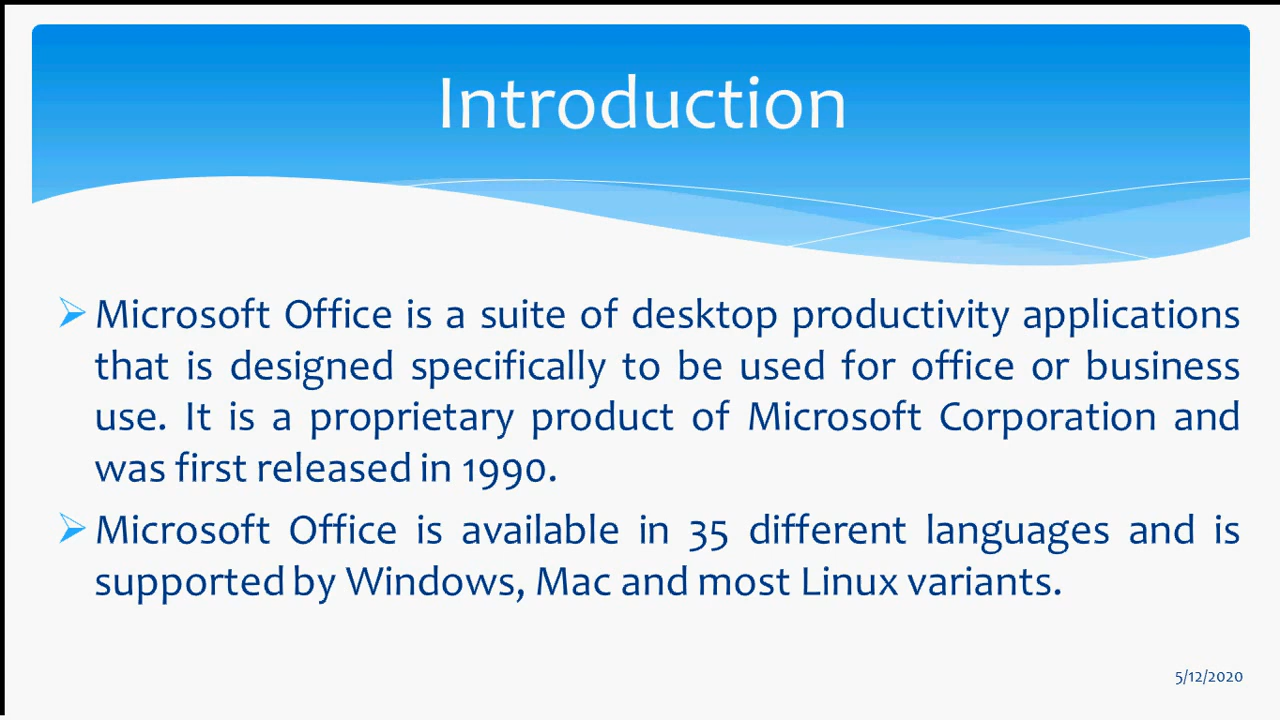 Introduction
Microsoft Office is a suite of desktop productivity applications
that is designed specifically to be used for office or business
use. It is a proprietary product of Microsoft Corporation and
was first released in 1990.
Microsoft Office is available in 35 different languages and is
supported by Windows, Mac and most Linux variants.
5/12/2020